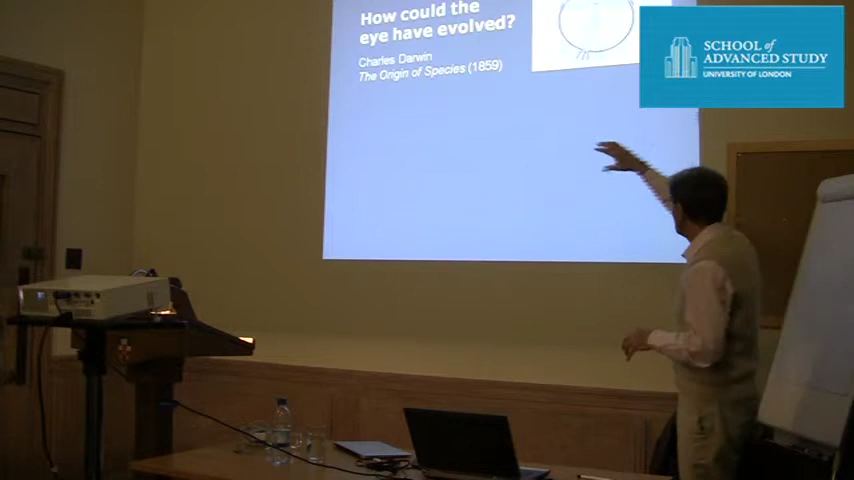 How could the
eye have evolved?
Charles Darwin
The Origin of Species (1859)
SCHOOL of
ADVANCED STUDY
UNIVERSITY OF LONDON